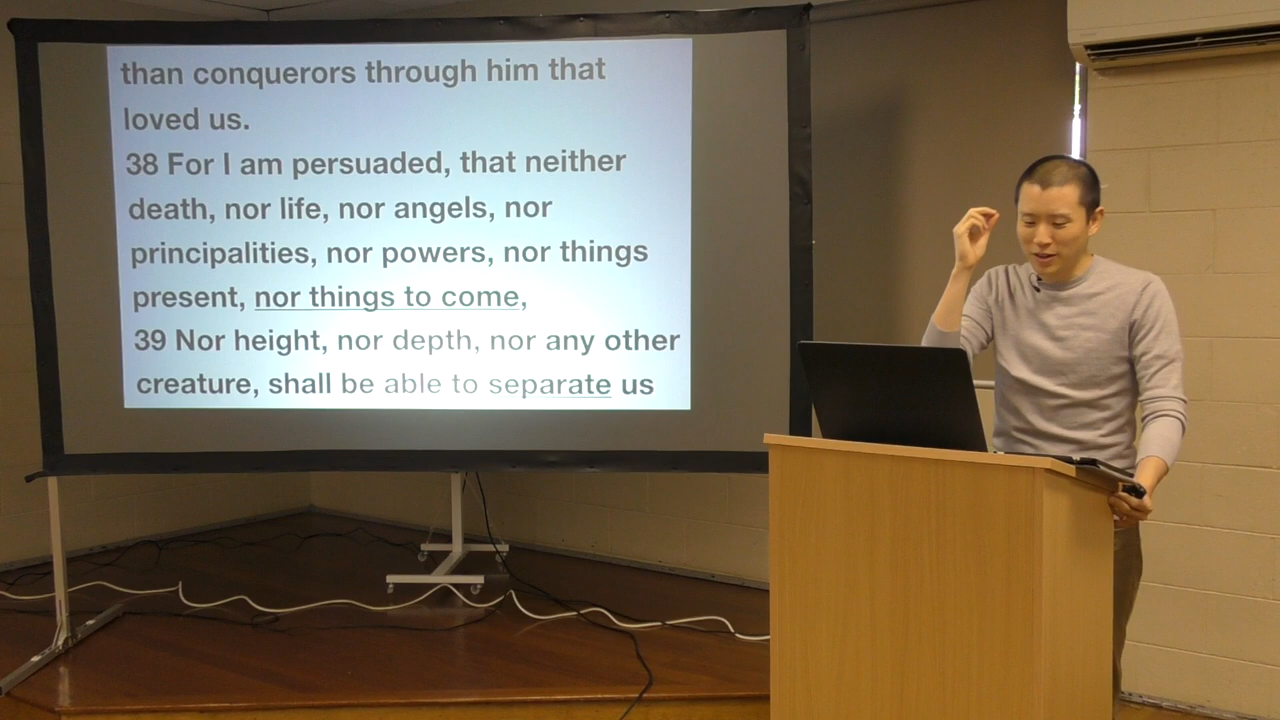 than conquerors through him that
loved us.
38 For I am persuaded, that neither
death, nor life, nor angels, nor
principalities, nor powers, nor things
present, nor things to come,
39 Nor height, nor depth, nor any other
creature, shall be able to separate us